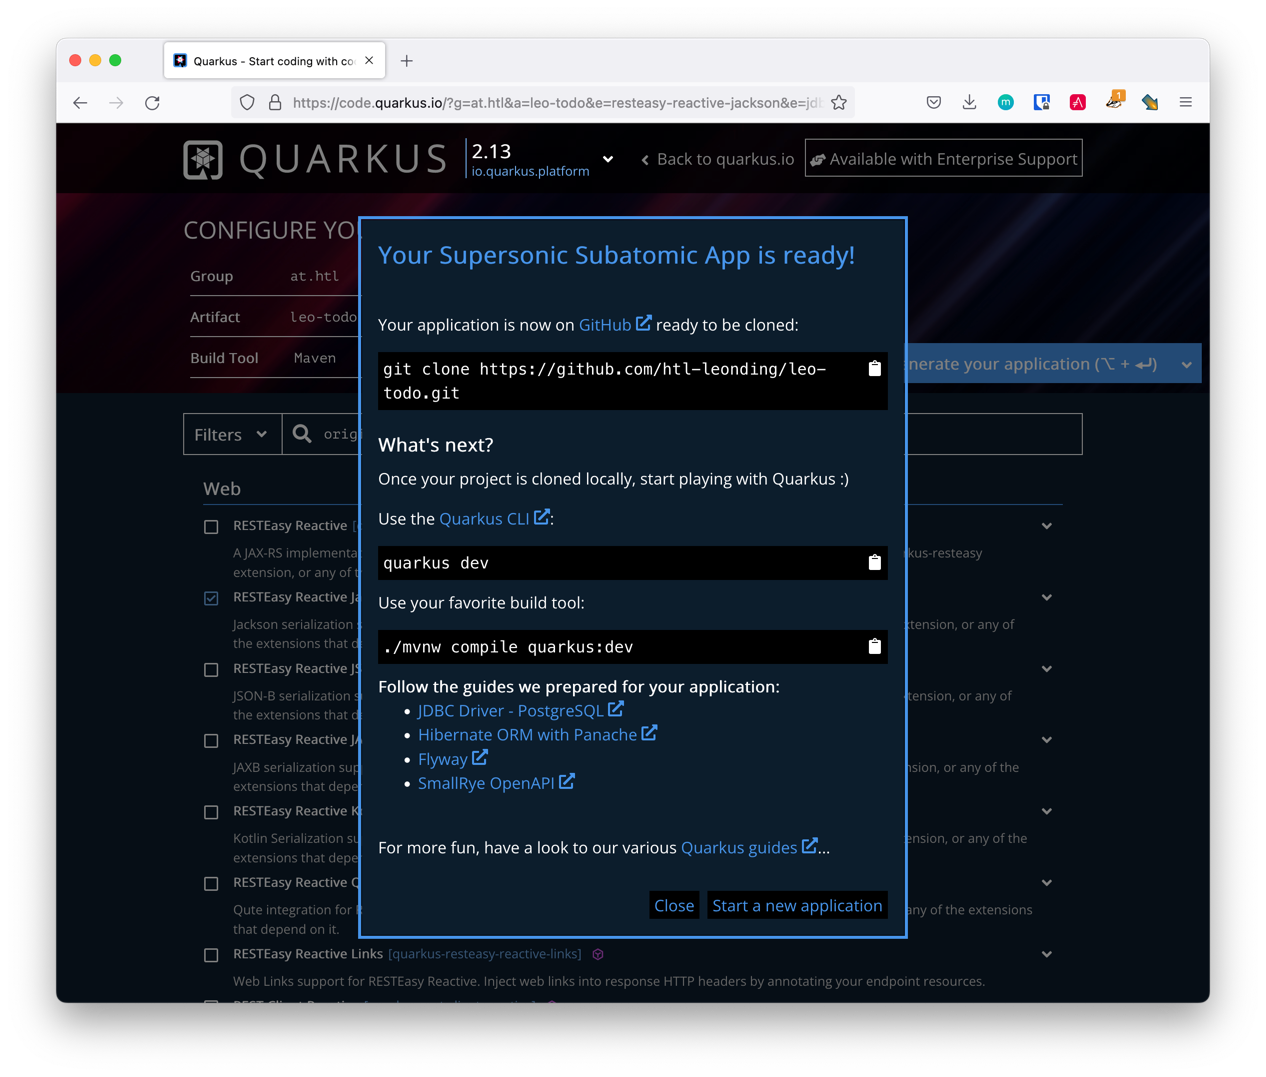 Quarkus - Start coding with co
https://code.quarkus.io/?g=at.htl&a=leo-todo&e=resteasy-reactive-jackson&e=jdb
m
1
QUARKUS
2.13
io.quarkus.platform
Back to quarkus.io
Available with Enterprise Support
CONFIGURE YO
Group at.htl
Artifact leo-todo
Build Tool Maven
nerate your application (⌥ + ↵)
Filters
orig
Your Supersonic Subatomic App is ready!
Your application is now on GitHub ready to be cloned:
git clone https://github.com/htl-leonding/leo-
todo.git
What's next?
Once your project is cloned locally, start playing with Quarkus :)
Use the Quarkus CLI:
quarkus dev
Use your favorite build tool:
./mvnw compile quarkus:dev
Follow the guides we prepared for your application:
• JDBC Driver - PostgreSQL
• Hibernate ORM with Panache
• Flyway
• SmallRye OpenAPI
For more fun, have a look to our various Quarkus guides...
Close Start a new application
Web
RESTEasy Reactive
A JAX-RS implementa kus-resteasy
extension, or any of t
RESTEasy Reactive Ja
Jackson serialization tension, or any of
the extensions that d
RESTEasy Reactive JS
JSON-B serialization tension, or any of
the extensions that d
RESTEasy Reactive JA
JAXB serialization sup nsion, or any of the
extensions that depe
RESTEasy Reactive K
Kotlin Serialization su ension, or any of the
extensions that depe
RESTEasy Reactive Q
Qute integration for any of the extensions
that depend on it.
RESTEasy Reactive Links [quarkus-resteasy-reactive-links]
Web Links support for RESTEasy Reactive. Inject web links into response HTTP headers by annotating your endpoint resources.